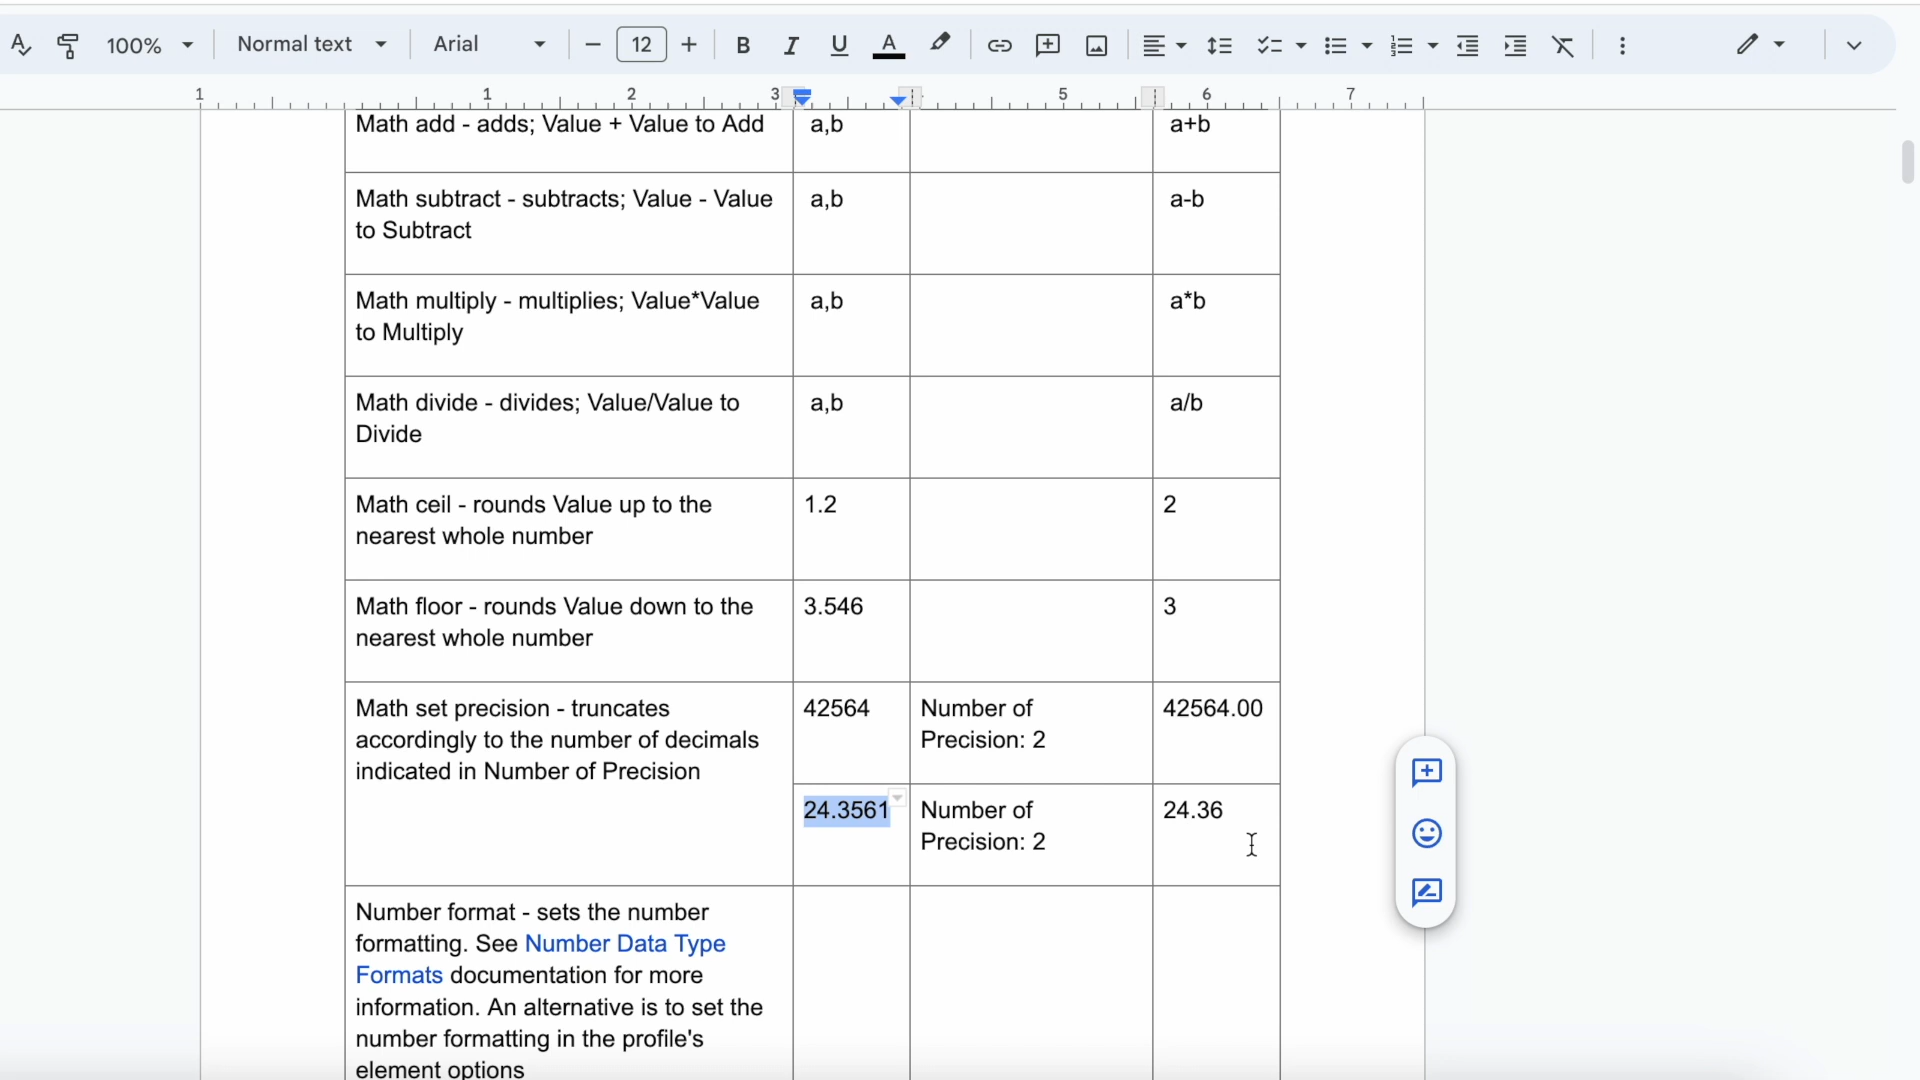 100% Normal text Arial 12
1 1 2 3 5 6 7
Math add - adds; Value + Value to Add a,b a+b
Math subtract - subtracts; Value - Value a,b a-b
to Subtract
Math multiply - multiplies; Value*Value a,b a*b
to Multiply
Math divide - divides; Value/Value to a,b a/b
Divide
Math ceil - rounds Value up to the 1.2 2
nearest whole number
Math floor - rounds Value down to the 3.546 3
nearest whole number
Math set precision - truncates 42564 Number of 42564.00
accordingly to the number of decimals Precision: 2
indicated in Number of Precision
24.3561 Number of 24.36
Precision: 2
Number format - sets the number
formatting. See Number Data Type
Formats documentation for more
information. An alternative is to set the
number formatting in the profile's
element options